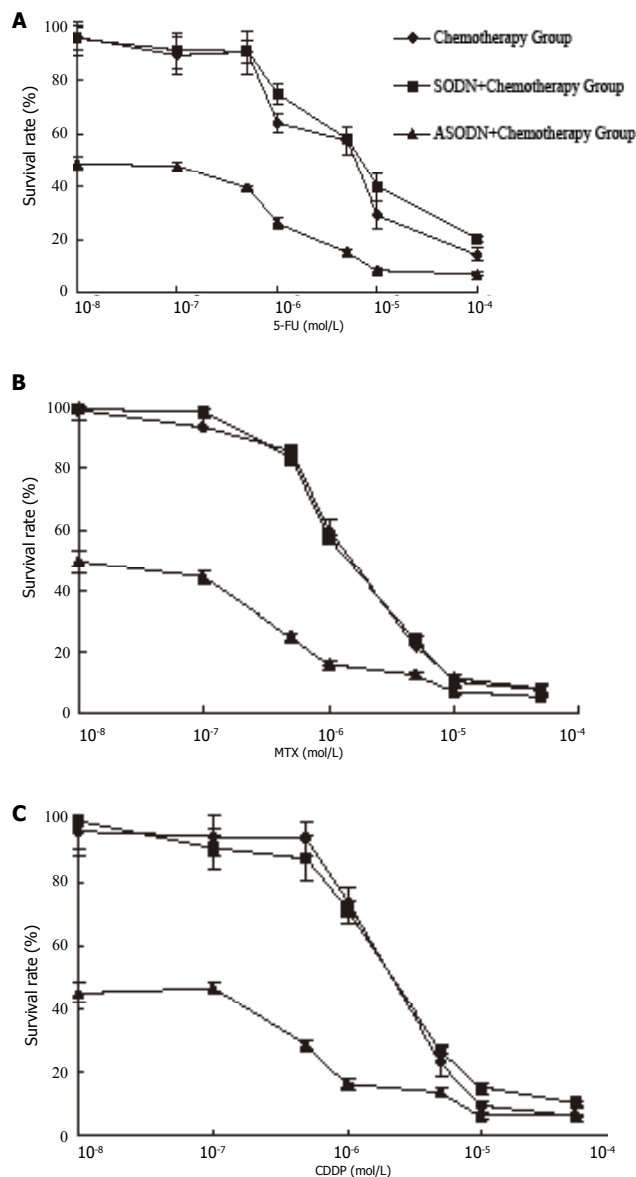 A
Chemotherapy Group
SODN+Chemotherapy Group
ASODN+Chemotherapy Group
Survival rate (%)
100
80
60
40
20
0
10⁻⁸ 10⁻⁷ 10⁻⁶ 10⁻⁵ 10⁻⁴
5-FU (mol/L)
B
Survival rate (%)
100
80
60
40
20
0
10⁻⁸ 10⁻⁷ 10⁻⁶ 10⁻⁵ 10⁻⁴
MTX (mol/L)
C
Survival rate (%)
100
80
60
40
20
0
10⁻⁸ 10⁻⁷ 10⁻⁶ 10⁻⁵ 10⁻⁴
CDDP (mol/L)